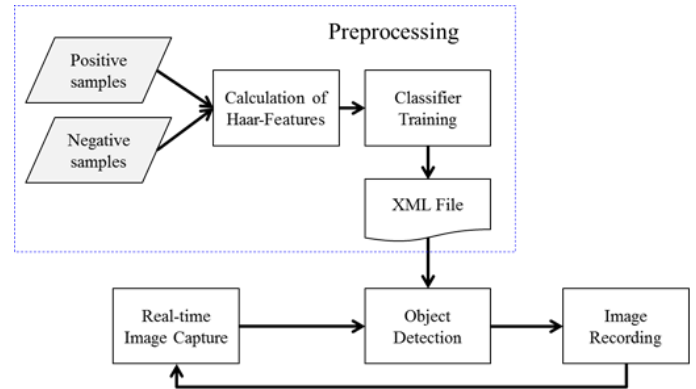 Preprocessing
Positive
samples
Negative
samples
Calculation of
Haar-Features
Classifier
Training
XML File
Real-time
Image Capture
Object
Detection
Image
Recording